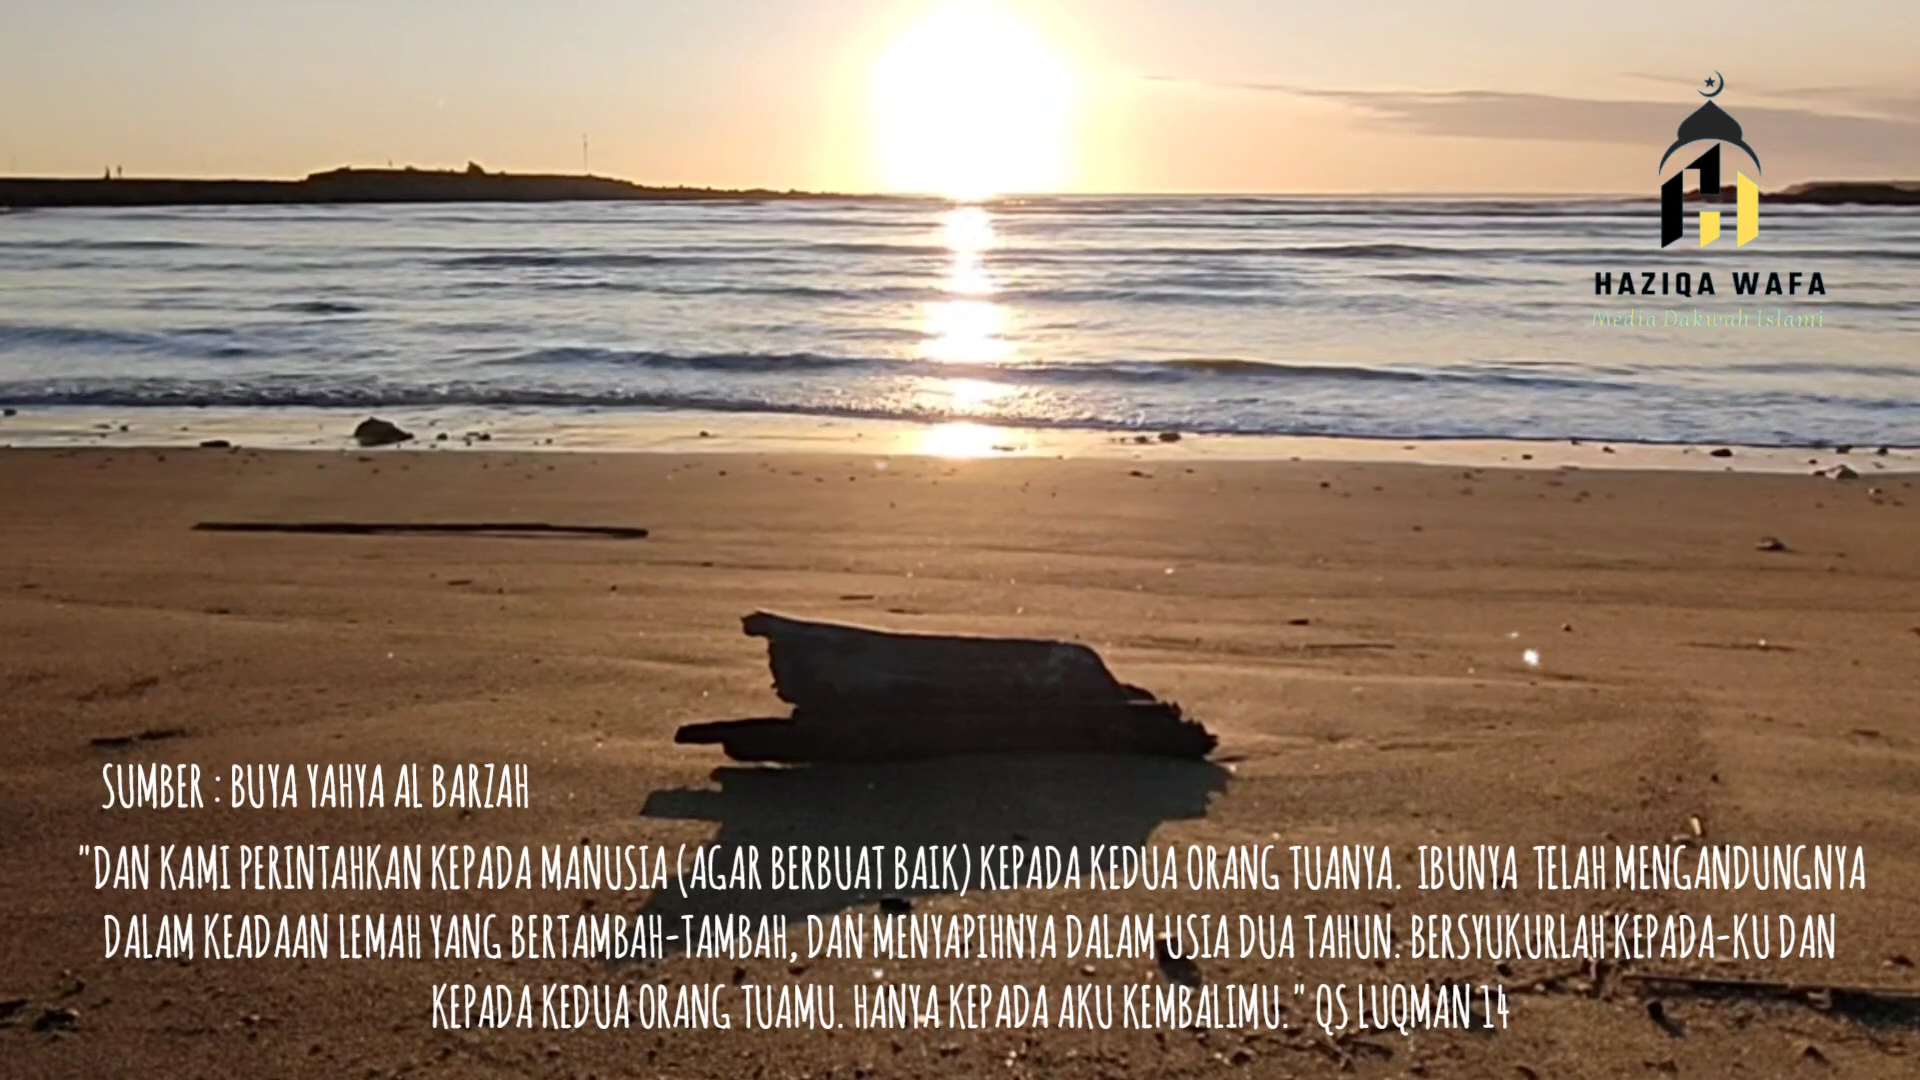 HAZIQA WAFA
Media Dakwah Islami
SUMBER : BUYA YAHYA AL BARZAH
"DAN KAMI PERINTAHKAN KEPADA MANUSIA (AGAR BERBUAT BAIK) KEPADA KEDUA ORANG TUANYA. IBUNYA TELAH MENGANDUNGNYA
DALAM KEADAAN LEMAH YANG BERTAMBAH-TAMBAH, DAN MENYAPIHNYA DALAM USIA DUA TAHUN. BERSYUKURLAH KEPADA-KU DAN
KEPADA KEDUA ORANG TUAMU. HANYA KEPADA AKU KEMBALIMU." QS LUQMAN 14